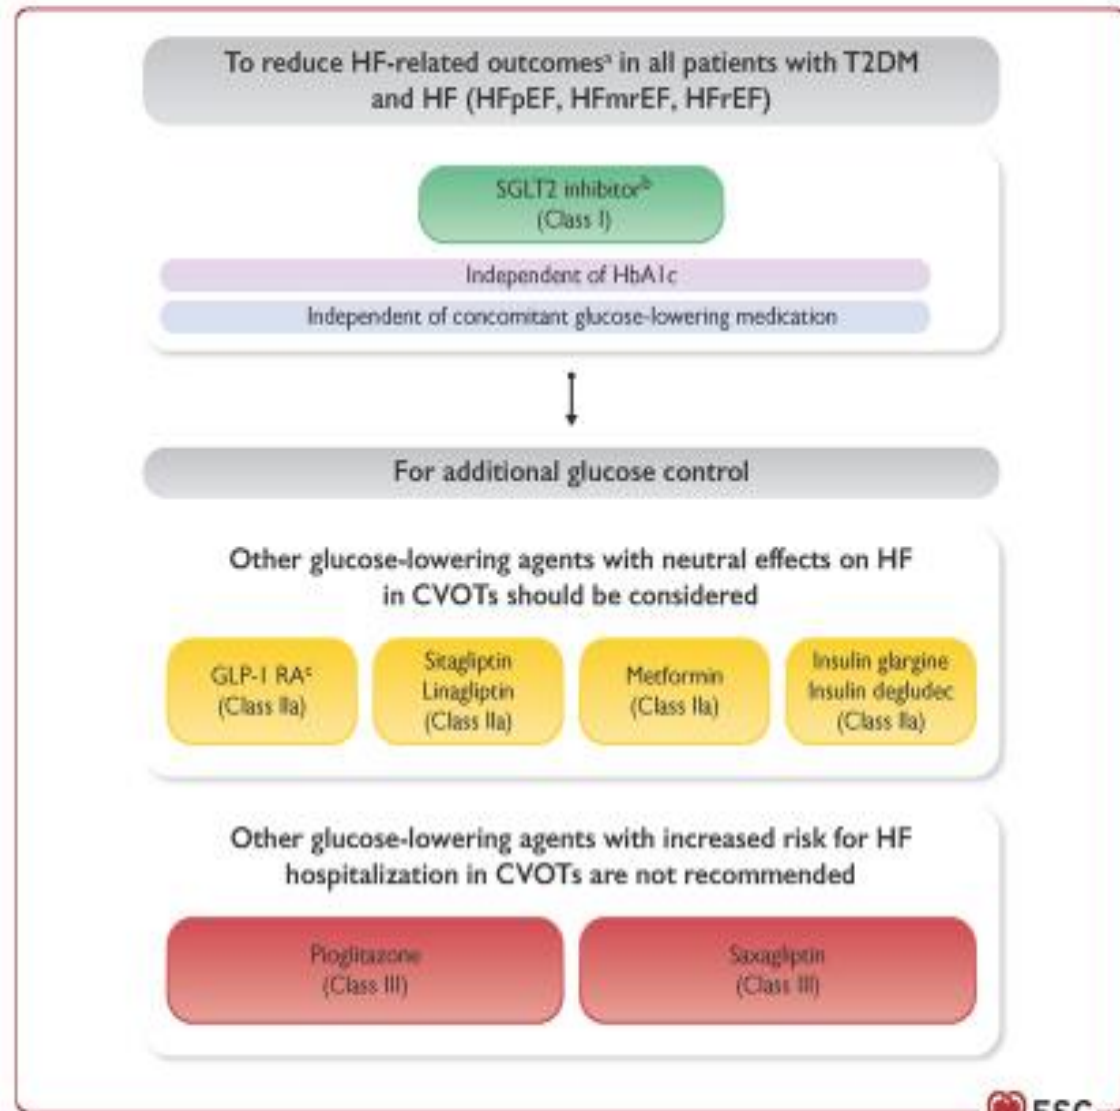 To reduce HF-related outcomesᵃ in all patients with T2DM
and HF (HFpEF, HFmrEF, HFrEF)
SGLT2 inhibitorᵇ
(Class I)
Independent of HbA1c
Independent of concomitant glucose-lowering medication
For additional glucose control
Other glucose-lowering agents with neutral effects on HF
in CVOTs should be considered
GLP-1 RAᶜ
(Class IIa)
Sitagliptin
Linagliptin
(Class IIa)
Metformin
(Class IIa)
Insulin glargine
Insulin degludec
(Class IIa)
Other glucose-lowering agents with increased risk for HF
hospitalization in CVOTs are not recommended
Pioglitazone
(Class III)
Saxagliptin
(Class III)
ESC